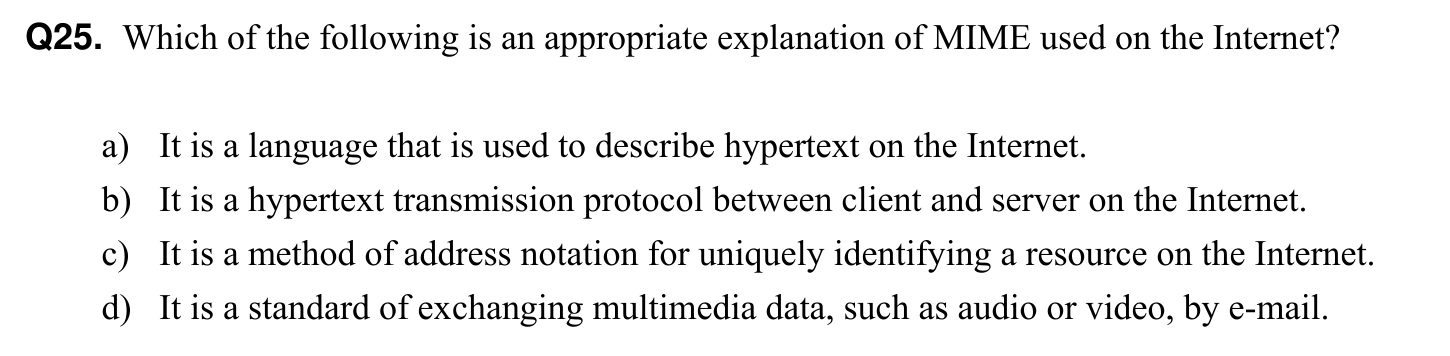 Q25. Which of the following is an appropriate explanation of MIME used on the Internet?
a) It is a language that is used to describe hypertext on the Internet.
b) It is a hypertext transmission protocol between client and server on the Internet.
c) It is a method of address notation for uniquely identifying a resource on the Internet.
d) It is a standard of exchanging multimedia data, such as audio or video, by e-mail.